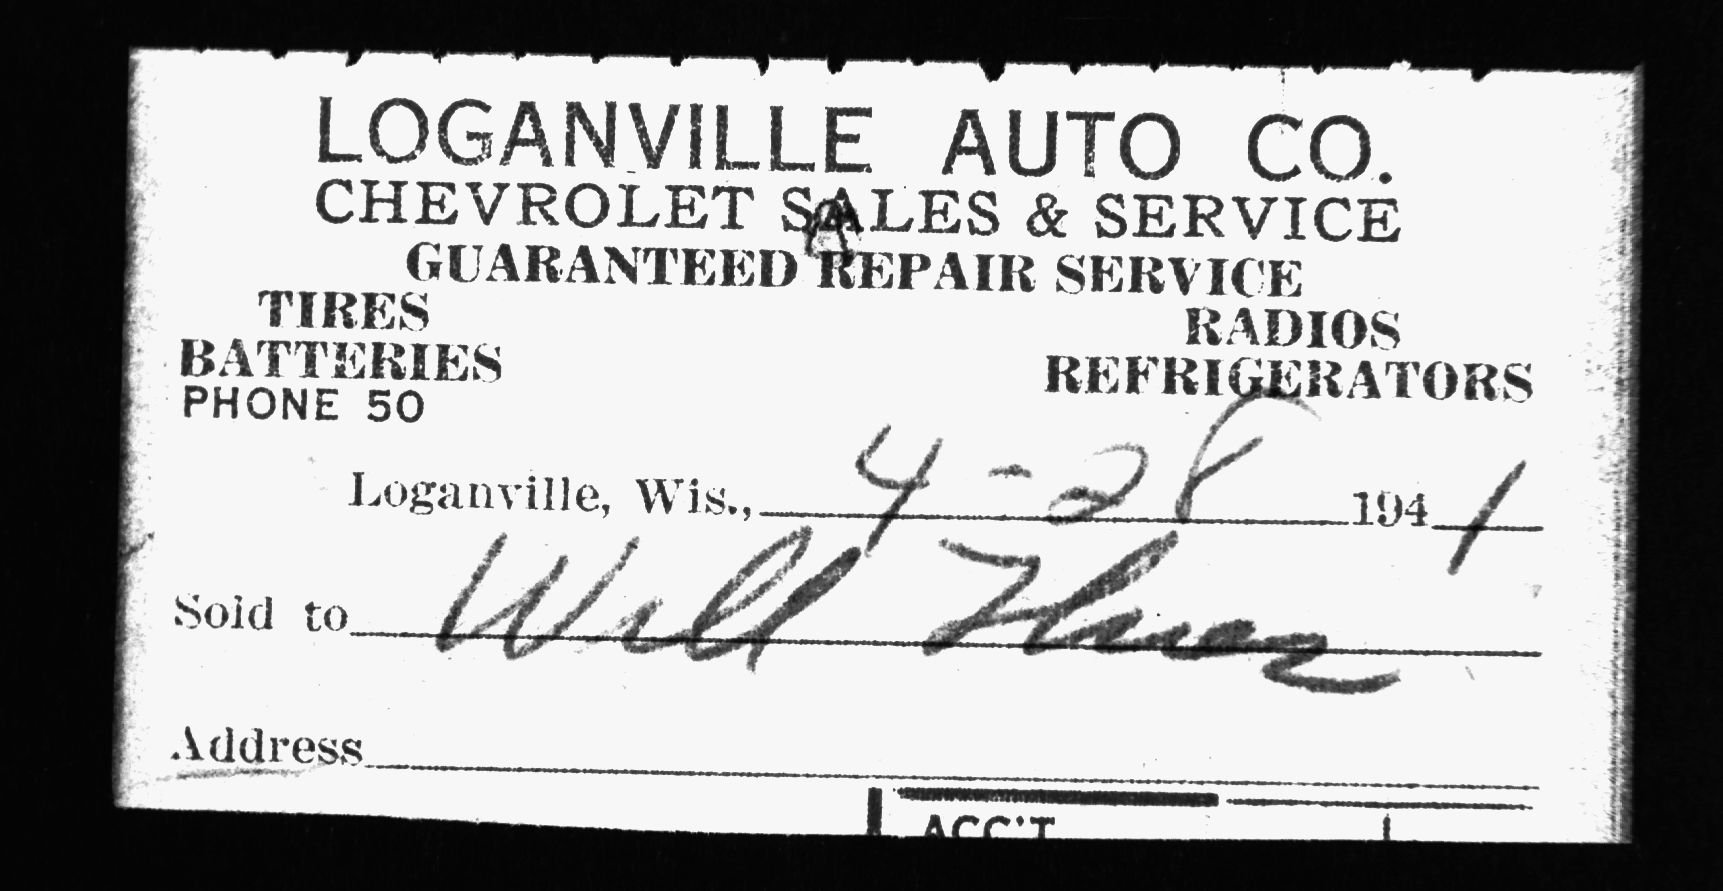 LOGANVILLE AUTO CO.
CHEVROLET SALES & SERVICE
GUARANTEED REPAIR SERVICE
TIRES RADIOS
BATTERIES REFRIGERATORS
PHONE 50
Loganville, Wis., 4-28 1941
Sold to Will
Address
ACC'T